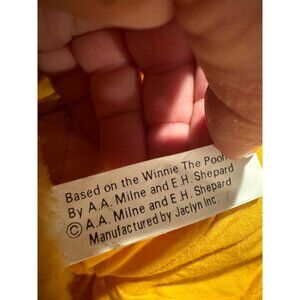 Based on the Winnie The Pooh
By A.A. Milne and E.H. Shepard
© A.A. Milne and E.H. Shepard
Manufactured by Jaclyn Inc.